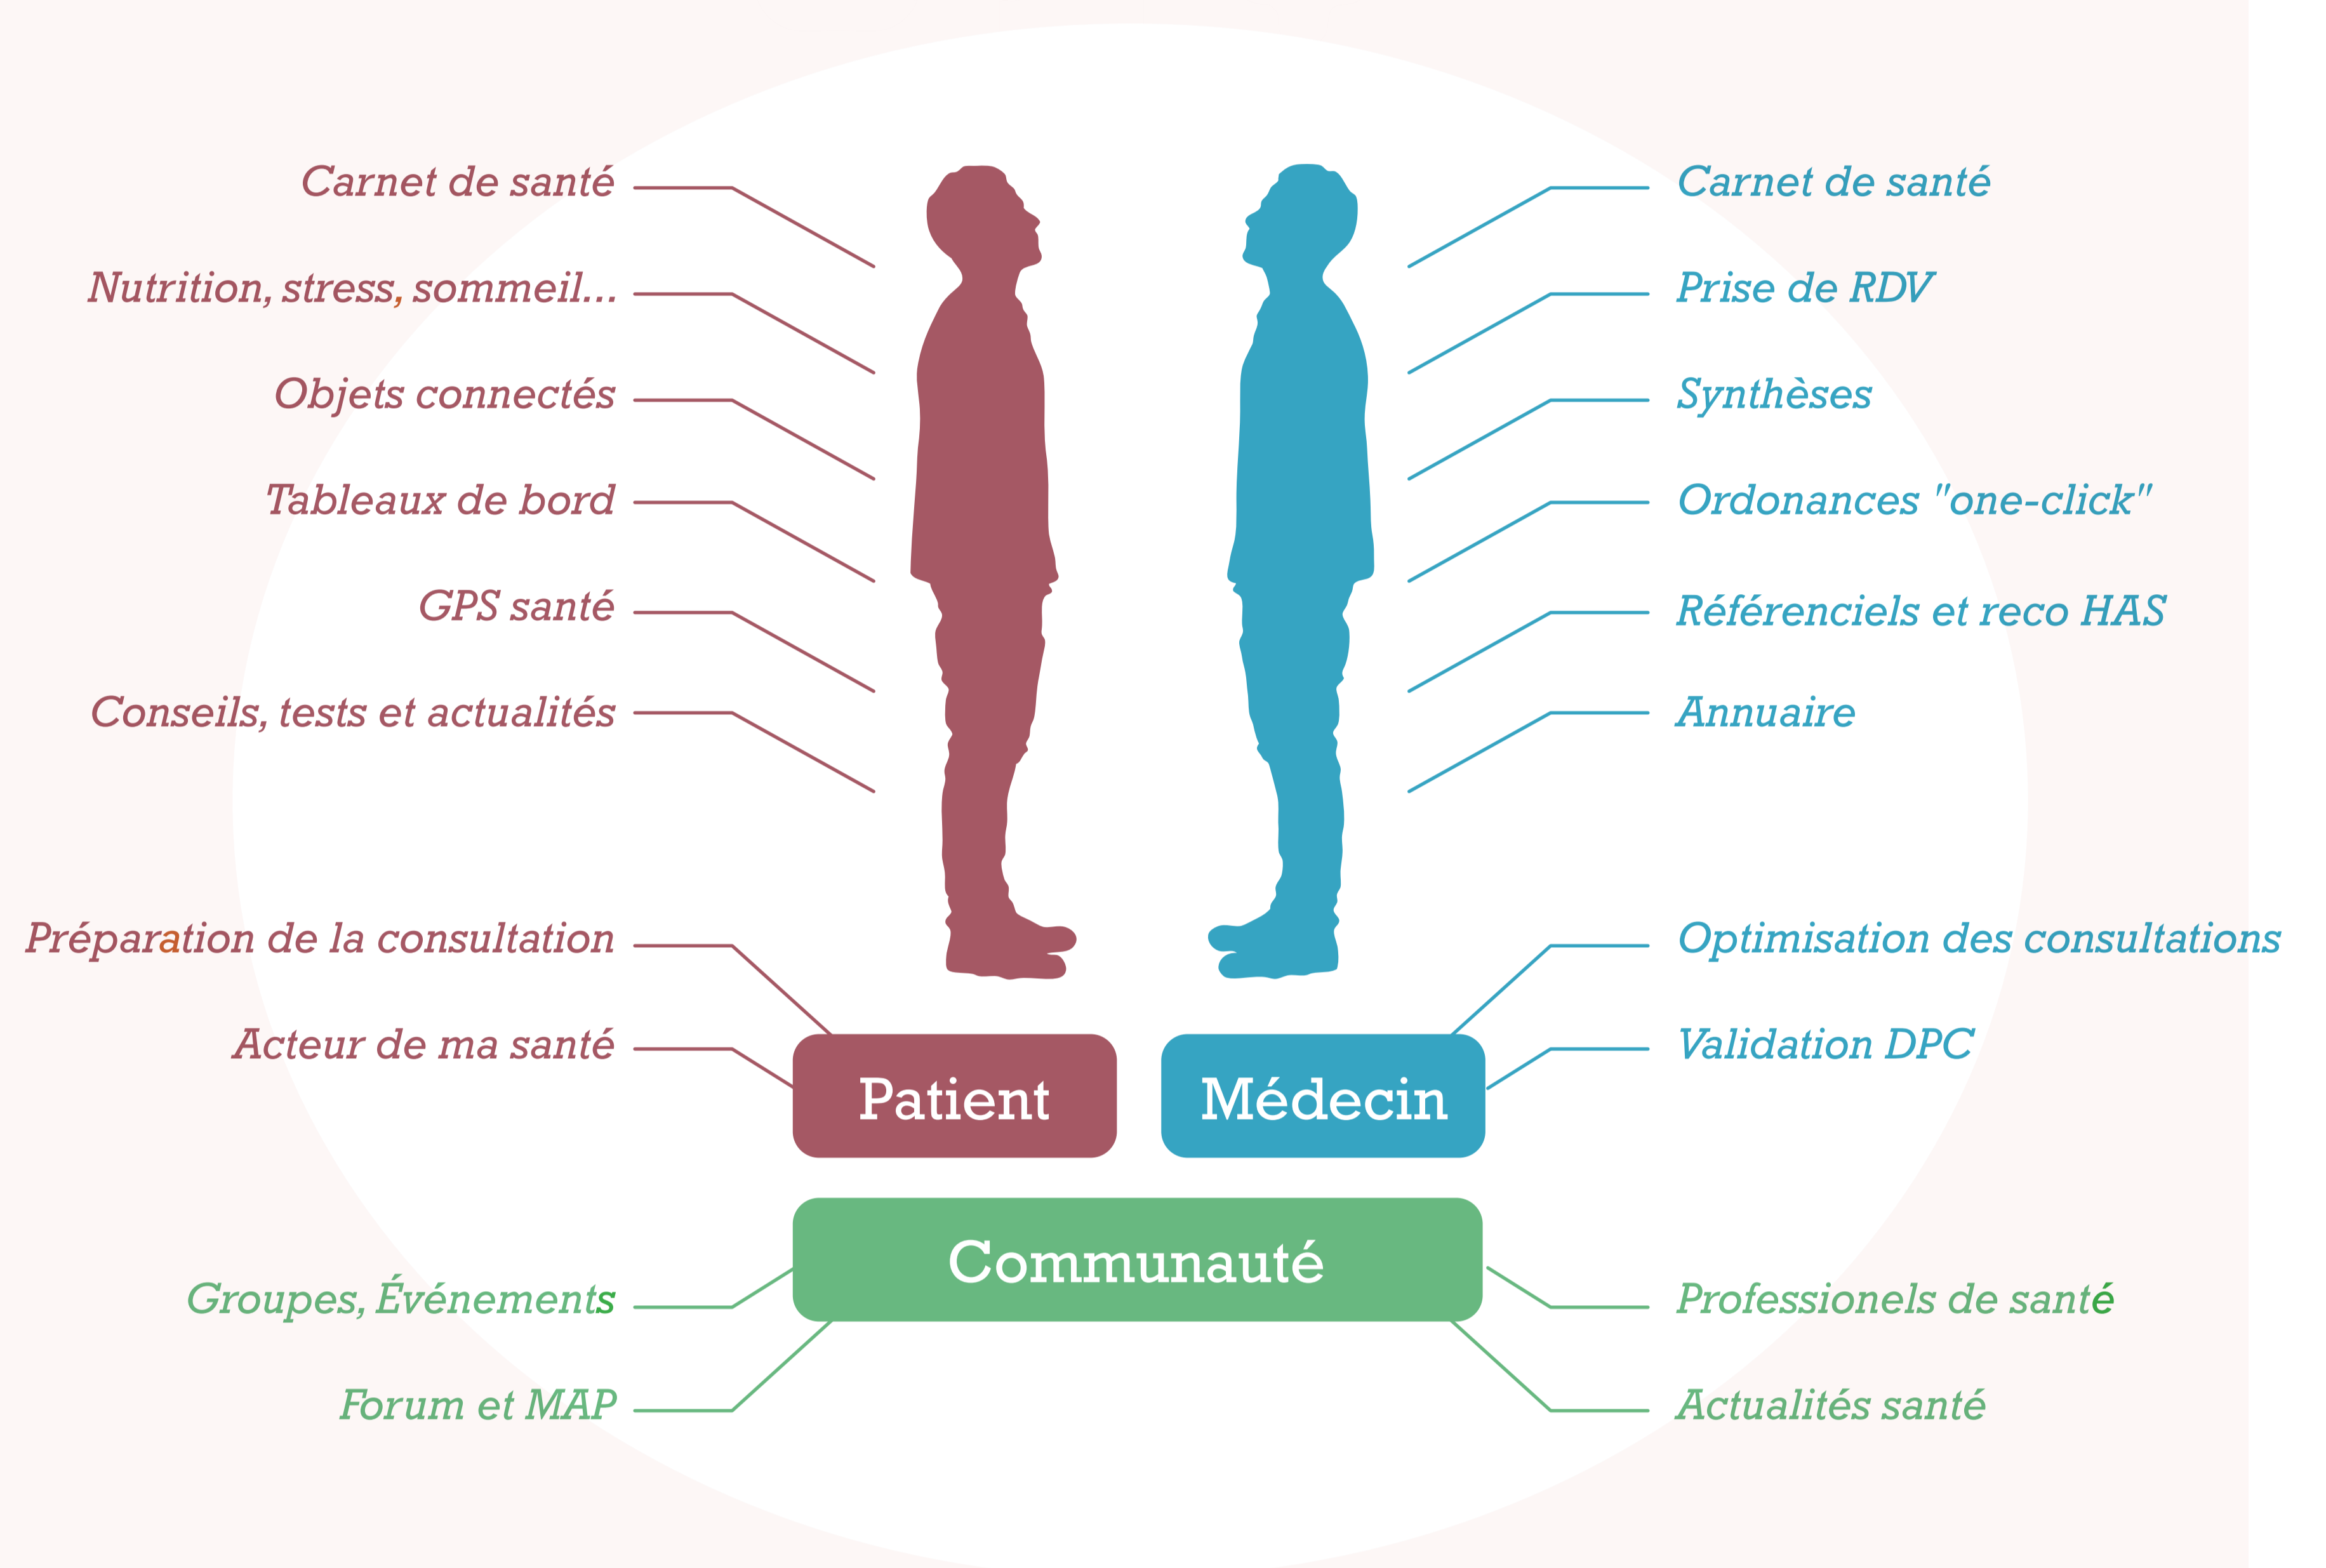 Carnet de santé
Nutrition, stress, sommeil...
Objets connectés
Tableaux de bord
GPS santé
Conseils, tests et actualités
Préparation de la consultation
Acteur de ma santé
Carnet de santé
Prise de RDV
Synthèses
Ordonances "one-click"
Référenciels et reco HAS
Annuaire
Optimisation des consultations
Validation DPC
Patient
Médecin
Communauté
Groupes, Événements
Forum et MAP
Professionels de santé
Actualités santé